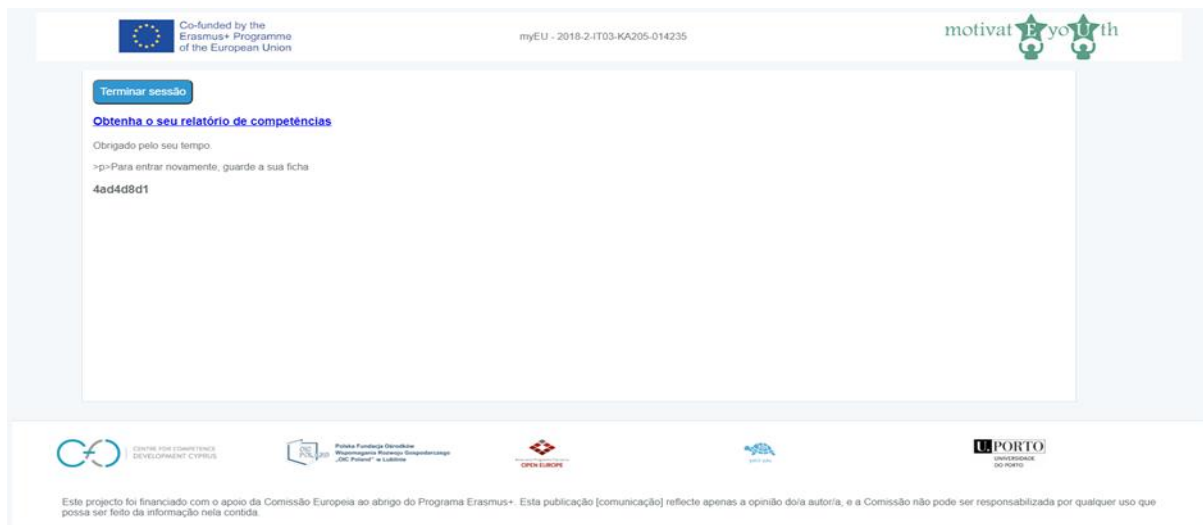 Co-funded by the
Erasmus+ Programme
of the European Union
myEU - 2018-2-IT03-KA205-014235
motivatEyoUth
Terminar sessão
Obtenha o seu relatório de competências
Obrigado pelo seu tempo.
>p>Para entrar novamente, guarde a sua ficha
4ad4d8d1
CENTRE FOR COMPETENCE
DEVELOPMENT CYPRUS
Polska Fundacja Ośrodków
Wspomagania Rozwoju Gospodarczego
„OIC Poland” w Lublinie
OPEN EUROPE
U.PORTO
UNIVERSIDADE
DO PORTO
Este projecto foi financiado com o apoio da Comissão Europeia ao abrigo do Programa Erasmus+. Esta publicação [comunicação] reflecte apenas a opinião do/a autor/a, e a Comissão não pode ser responsabilizada por qualquer uso que
possa ser feito da informação nela contida.